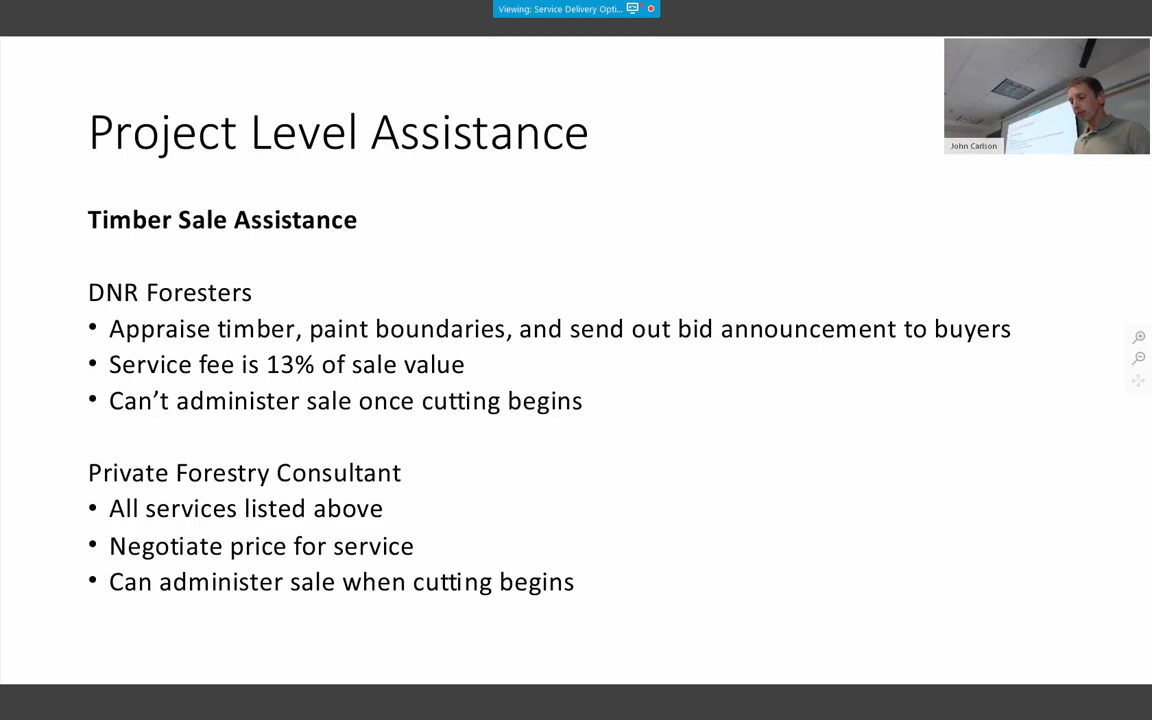 Viewing: Service Delivery Opti...
John Carlson
Project Level Assistance
Timber Sale Assistance
DNR Foresters
• Appraise timber, paint boundaries, and send out bid announcement to buyers
• Service fee is 13% of sale value
• Can’t administer sale once cutting begins
Private Forestry Consultant
• All services listed above
• Negotiate price for service
• Can administer sale when cutting begins